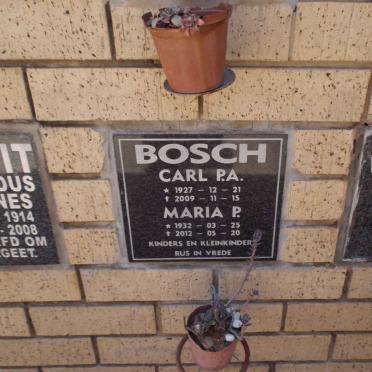 IT
OUS
NES
1914
- 2008
FD OM
GEET.
BOSCH
CARL P.A.
* 1927 – 12 – 21
† 2009 – 11 – 15
MARIA P.
* 1932 – 03 – 25
† 2012 – 05 – 20
KINDERS EN KLEINKINDERS
RUS IN VREDE